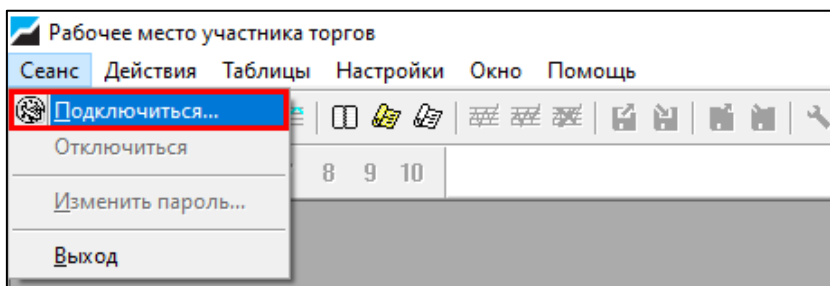 Рабочее место участника торгов
Сеанс Действия Таблицы Настройки Окно Помощь
Подключиться...
Отключиться
8 9 10
Изменить пароль...
Выход